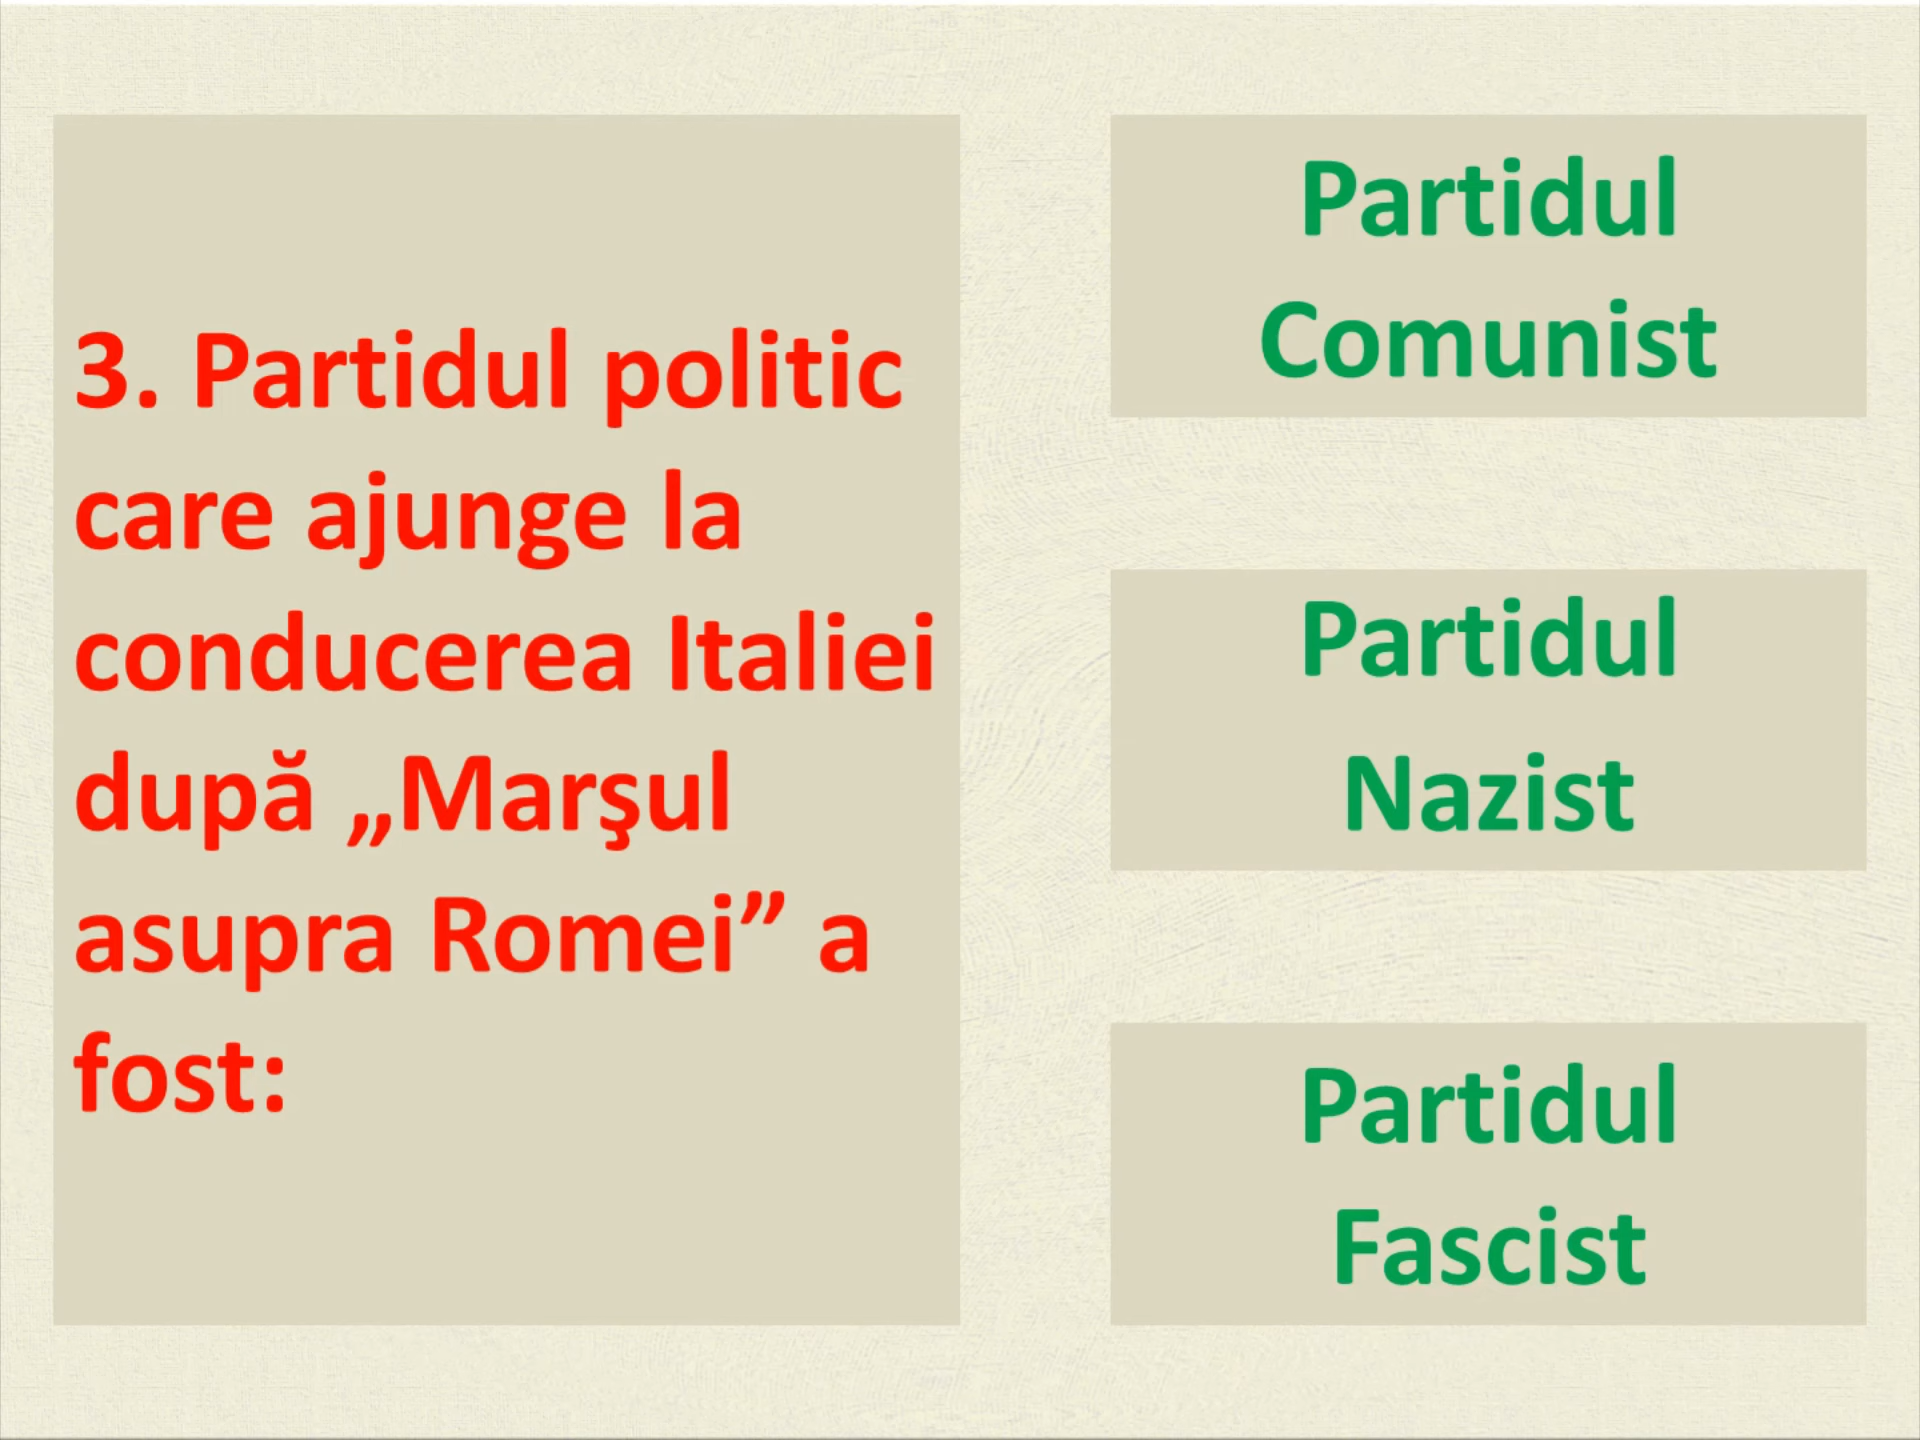 3. Partidul politic
care ajunge la
conducerea Italiei
după „Marşul
asupra Romei” a
fost:
Partidul
Comunist
Partidul
Nazist
Partidul
Fascist